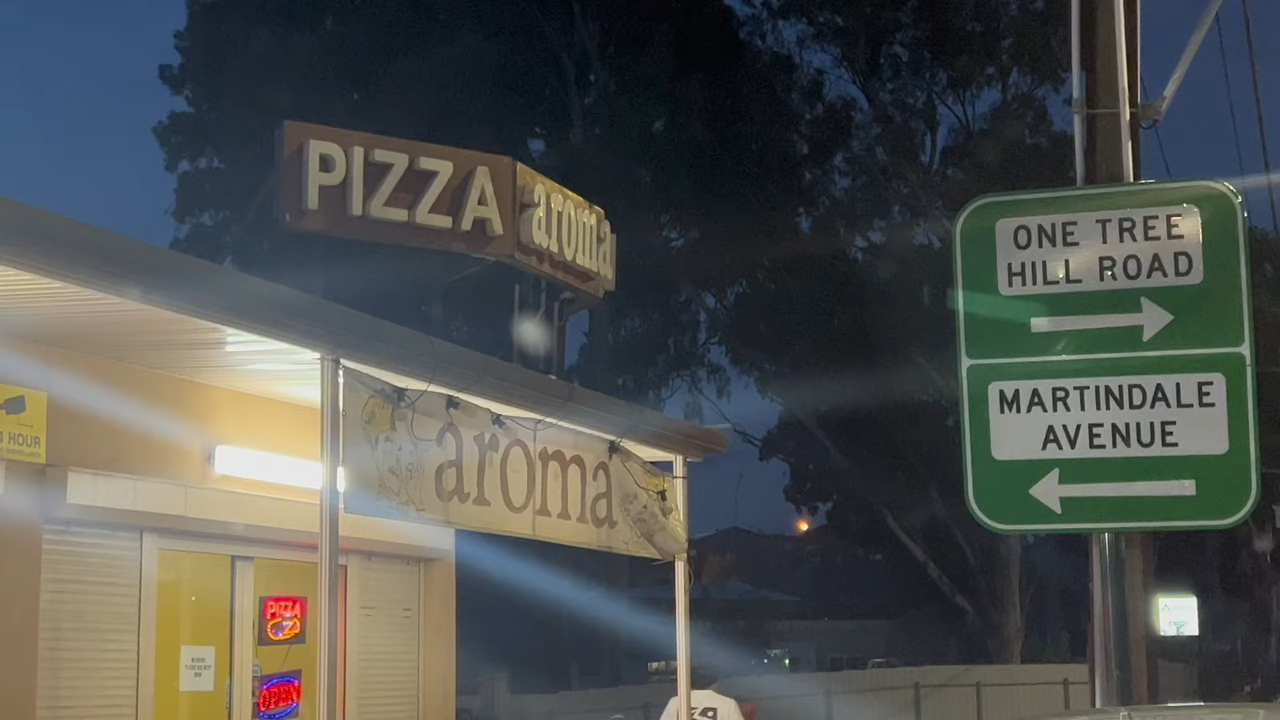 PIZZA aroma
ONE TREE
HILL ROAD
MARTINDALE
AVENUE
aroma
HOUR
PIZZA
OPEN